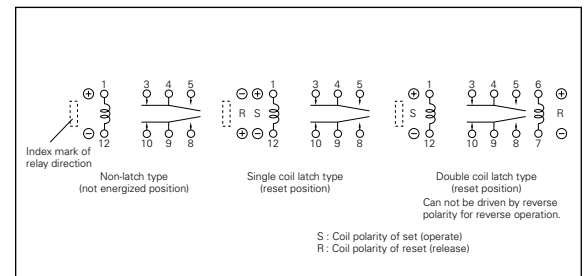 ⊕ 1 3 4 5 ⊖ ⊕ 1 3 4 5 ⊕ 1 3 4 5 6 ⊕
R S S R
⊖ 12 10 9 8 ⊕ ⊖ 12 10 9 8 ⊖ 12 10 9 8 7 ⊖
Index mark of
relay direction
Non-latch type
(not energized position)
Single coil latch type
(reset position)
Double coil latch type
(reset position)
Can not be driven by reverse
polarity for reverse operation.
S : Coil polarity of set (operate)
R : Coil polarity of reset (release)